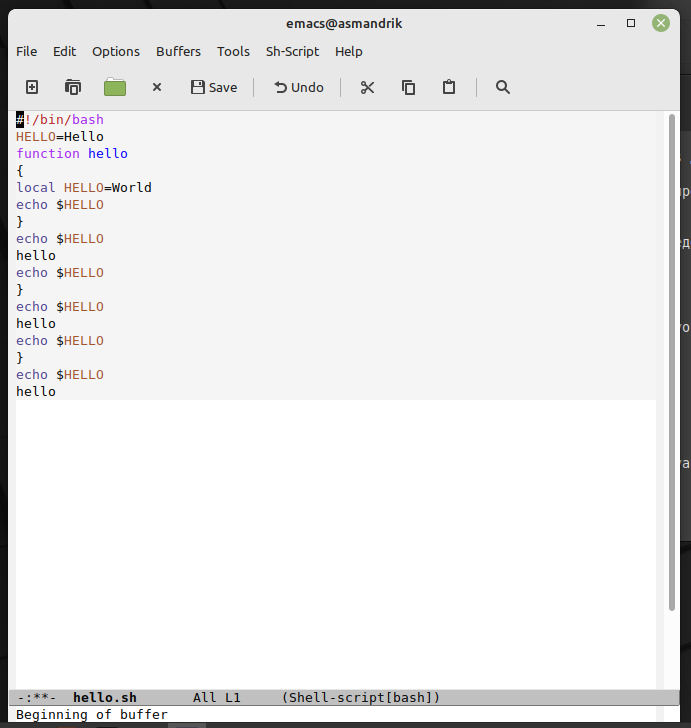 emacs@asmandrik
File Edit Options Buffers Tools Sh-Script Help
Save Undo
#!/bin/bash
HELLO=Hello
function hello
{
local HELLO=World
echo $HELLO
}
echo $HELLO
hello
echo $HELLO
}
echo $HELLO
hello
echo $HELLO
}
echo $HELLO
hello
-:**- hello.sh All L1 (Shell-script[bash])
Beginning of buffer